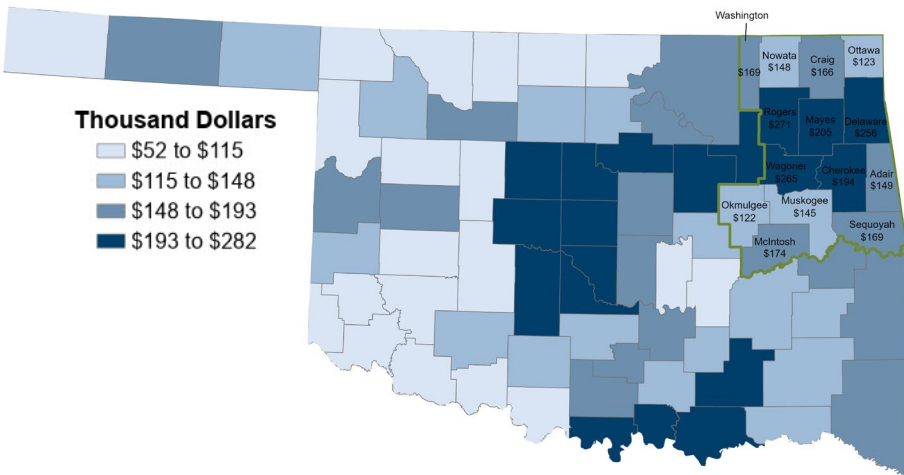 Washington
$169
Nowata
$148
Craig
$166
Ottawa
$123
Thousand Dollars
$52 to $115
$115 to $148
$148 to $193
$193 to $282
Rogers
$271
Mayes
$205
Delaware
$256
Wagoner
$265
Cherokee
$194
Adair
$149
Okmulgee
$122
Muskogee
$145
Sequoyah
$169
McIntosh
$174